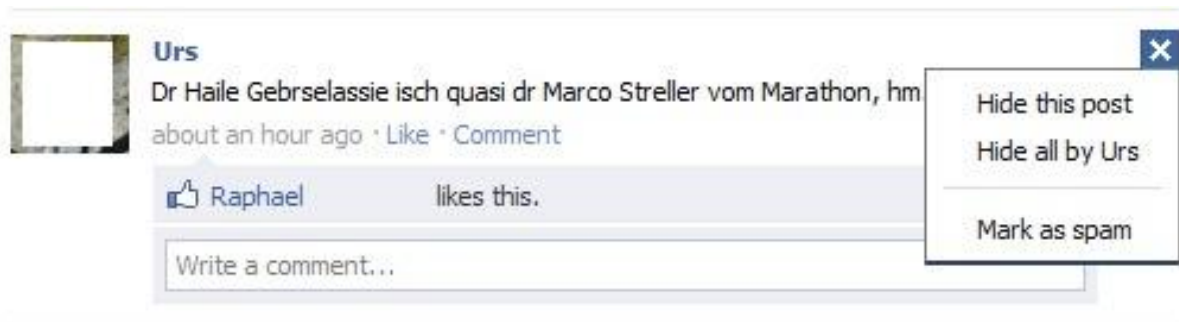 Urs
Dr Haile Gebrselassie isch quasi dr Marco Streller vom Marathon, hm
about an hour ago · Like · Comment
Raphael likes this.
Write a comment...
Hide this post
Hide all by Urs
Mark as spam